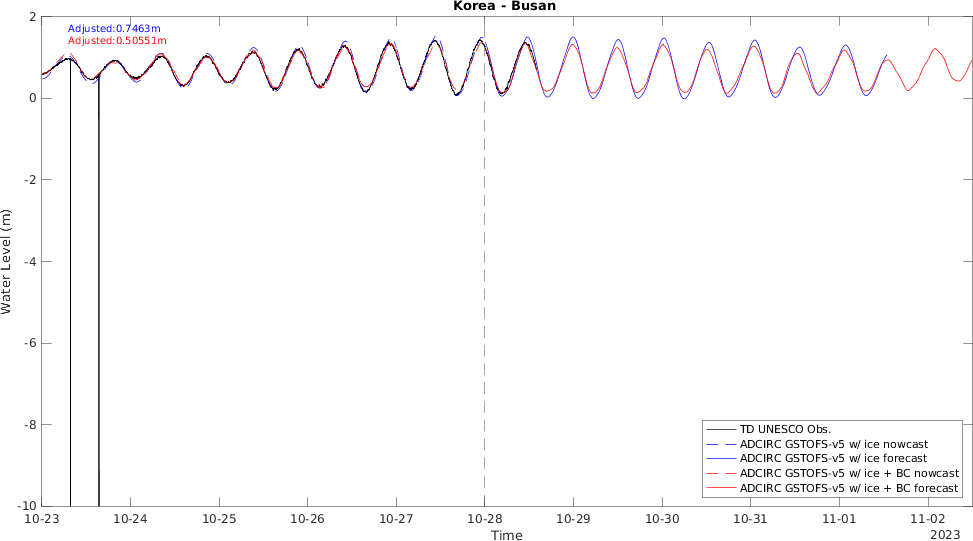 Korea - Busan
Adjusted:0.7463m
Adjusted:0.50551m
2
0
-2
-4
-6
-8
-10
Water Level (m)
TD UNESCO Obs.
ADCIRC GSTOFS-v5 w/ ice nowcast
ADCIRC GSTOFS-v5 w/ ice forecast
ADCIRC GSTOFS-v5 w/ ice + BC nowcast
ADCIRC GSTOFS-v5 w/ ice + BC forecast
10-23 10-24 10-25 10-26 10-27 10-28 10-29 10-30 10-31 11-01 11-02
Time
2023